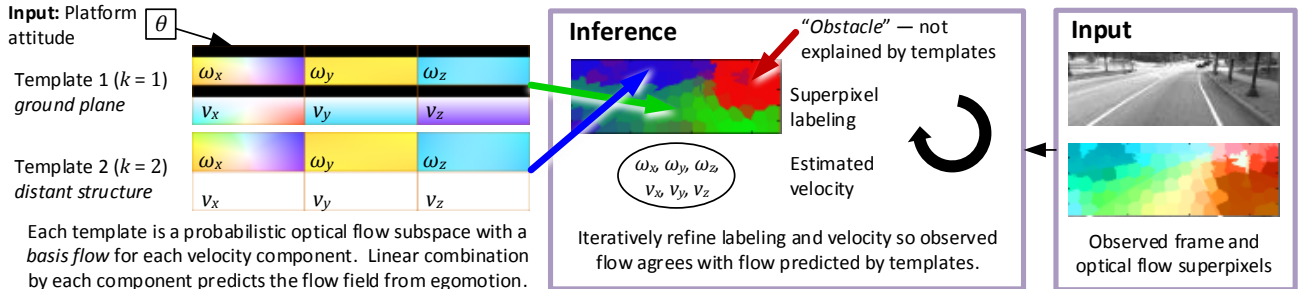 Input: Platform
attitude
θ
Template 1 (k = 1)
ground plane
ωx
ωy
ωz
vx
vy
vz
Template 2 (k = 2)
distant structure
ωx
ωy
ωz
vx
vy
vz
Each template is a probabilistic optical flow subspace with a
basis flow for each velocity component. Linear combination
by each component predicts the flow field from egomotion.
Inference
“Obstacle” — not
explained by templates
Superpixel
labeling
ωx, ωy, ωz,
vx, vy, vz
Estimated
velocity
Iteratively refine labeling and velocity so observed
flow agrees with flow predicted by templates.
Input
Observed frame and
optical flow superpixels